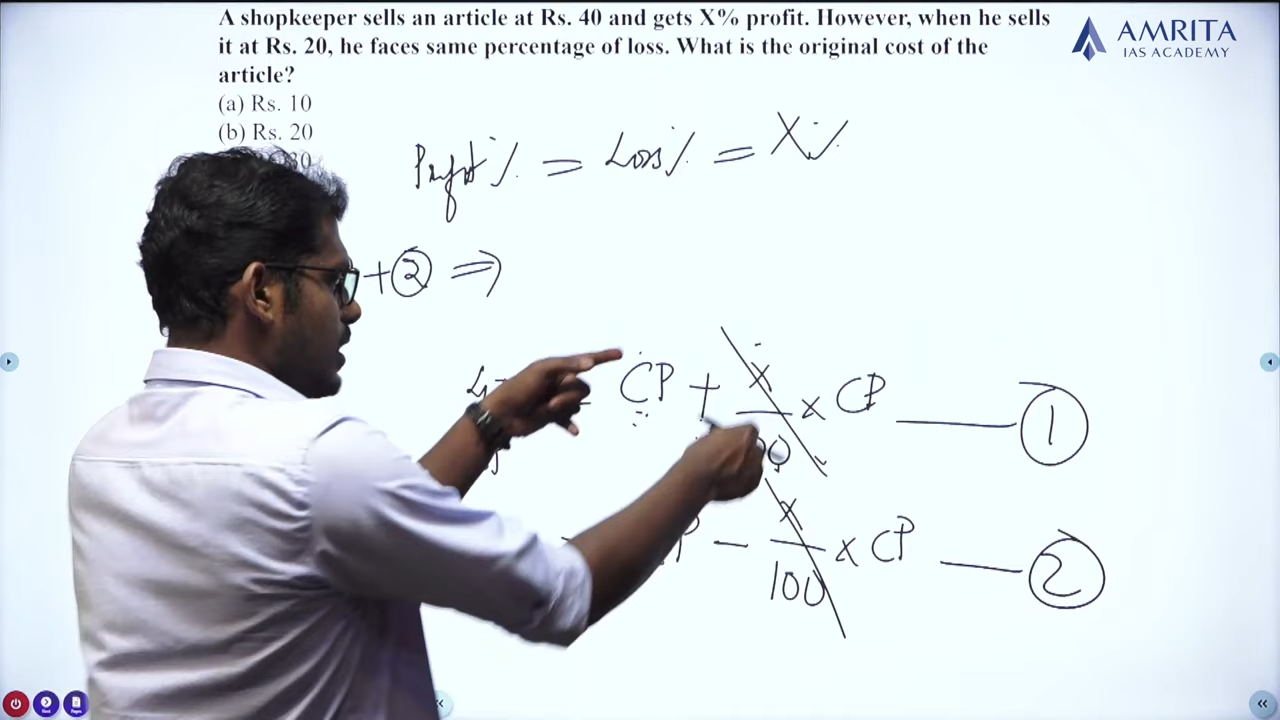 A shopkeeper sells an article at Rs. 40 and gets X% profit. However, when he sells
it at Rs. 20, he faces same percentage of loss. What is the original cost of the
article?
(a) Rs. 10
(b) Rs. 20
30
AMRITA
IAS ACADEMY
Profit % = Loss % = X %
+ ② ⇒
CP + x/100 × CP — ①
P − x/100 × CP — ②